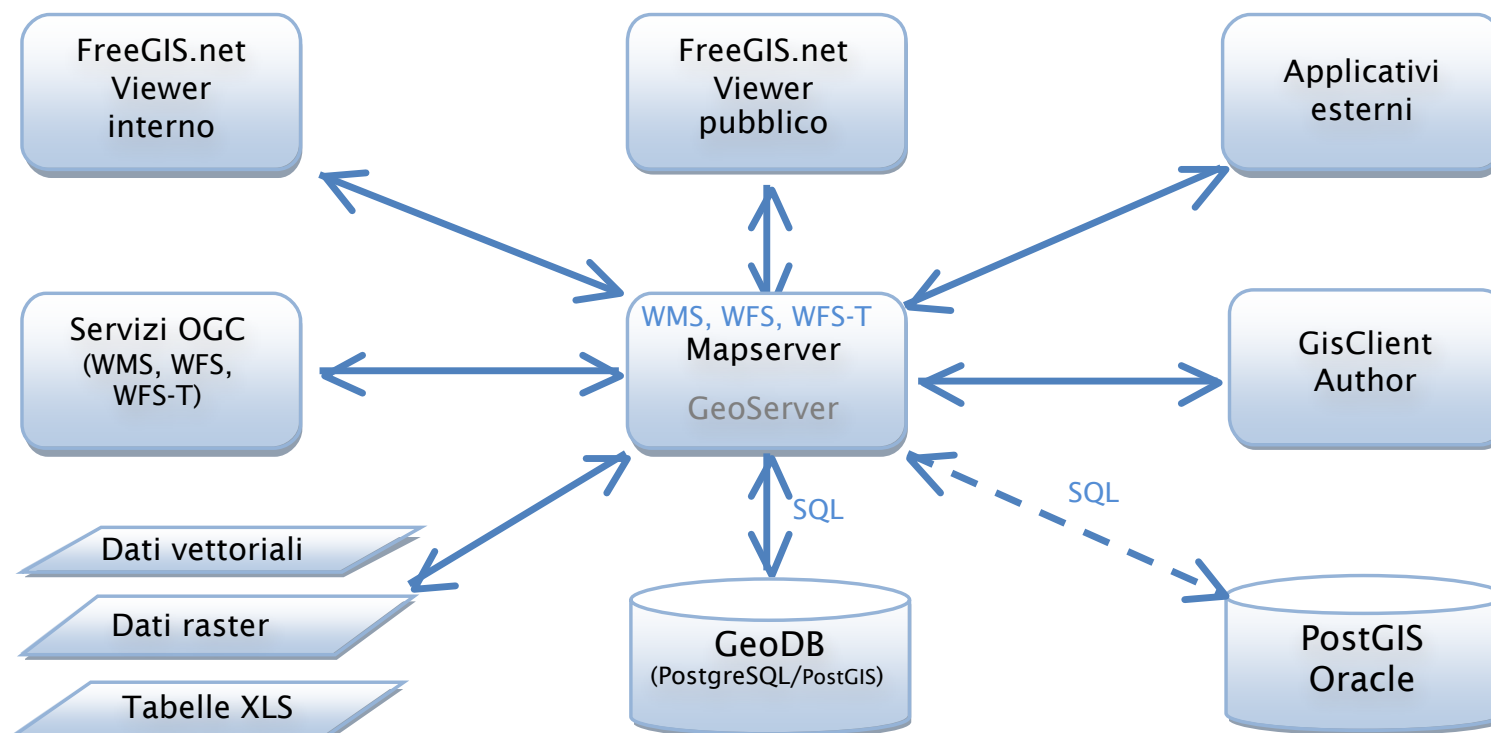 FreeGIS.net
Viewer
interno
FreeGIS.net
Viewer
pubblico
Applicativi
esterni
Servizi OGC
(WMS, WFS,
WFS-T)
WMS, WFS, WFS-T
Mapserver
GeoServer
GisClient
Author
SQL
SQL
Dati vettoriali
Dati raster
Tabelle XLS
GeoDB
(PostgreSQL/PostGIS)
PostGIS
Oracle